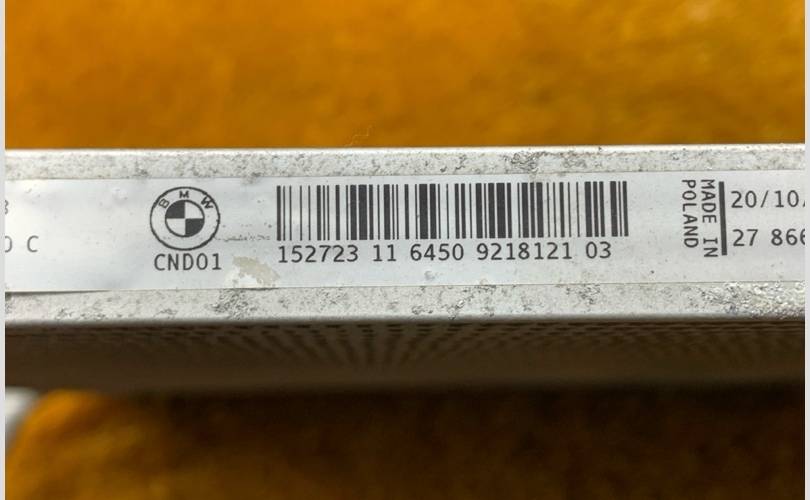 C
BMW
CND01
152723 11 6450 9218121 03
MADE IN
POLAND
20/10
27 866